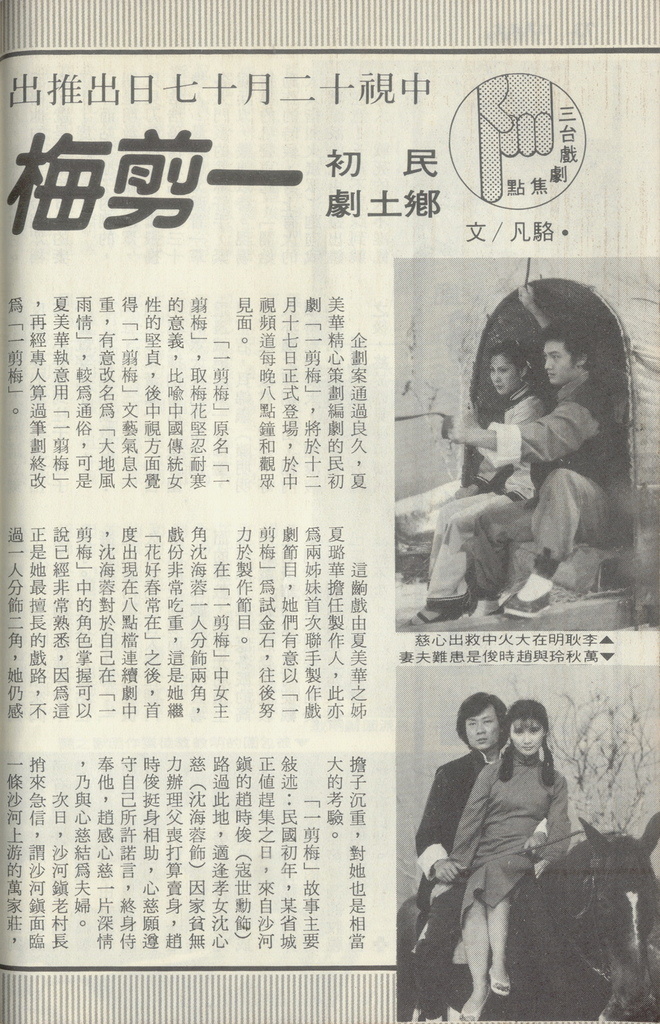 三台戲劇
焦點
中視十二月十七日出推出
民初
鄉土劇
一剪梅
•駱凡/文
企劃案通過良久，夏
美華精心策劃編劇的民初
劇「一剪梅」，將於十二
月十七日正式登場，於中
視頻道每晚八點鐘和觀眾
見面。
「一剪梅」原名「一
翦梅」，取梅花堅忍耐寒
的意義，比喻中國傳統女
性的堅貞，後中視方面覺
得「一翦梅」文藝氣息太
重，有意改名為「大地風
雨情」，較為通俗，可是
夏美華執意用「一翦梅」
，再經專人算過筆劃終改
為「一剪梅」。
這齣戲由夏美華之姊
夏璐華擔任製作人，此亦
為兩姊妹首次聯手製作戲
劇節目，她們有意以「一
剪梅」為試金石，往後努
力於製作節目。
在「一剪梅」中女主
角沈海蓉一人分飾兩角，
戲份非常吃重，這是她繼
「花好春常在」之後，首
度出現在八點檔連續劇中
，沈海蓉對於自己在「一
剪梅」中的角色掌握可以
說已經非常熟悉，因為這
正是她最擅長的戲路，不
過一人分飾二角，她仍感
擔子沉重，對她也是相當
大的考驗。
「一剪梅」故事主要
敍述：民國初年，某省城
正值趕集之日，來自沙河
鎮的趙時俊（寇世勳飾）
路過此地，適逢孝女沈心
慈（沈海蓉飾）因家貧無
力辦理父喪打算賣身，趙
時俊挺身相助，心慈願遵
守自己所許諾言，終身侍
奉他，趙感心慈一片深情
，乃與心慈結為夫婦。
次日，沙河鎮老村長
捎來急信，謂沙河鎮面臨
一條沙河上游的萬家莊，
▲李耿明在大火中救出心慈
▼萬秋玲與趙時俊是患難夫妻